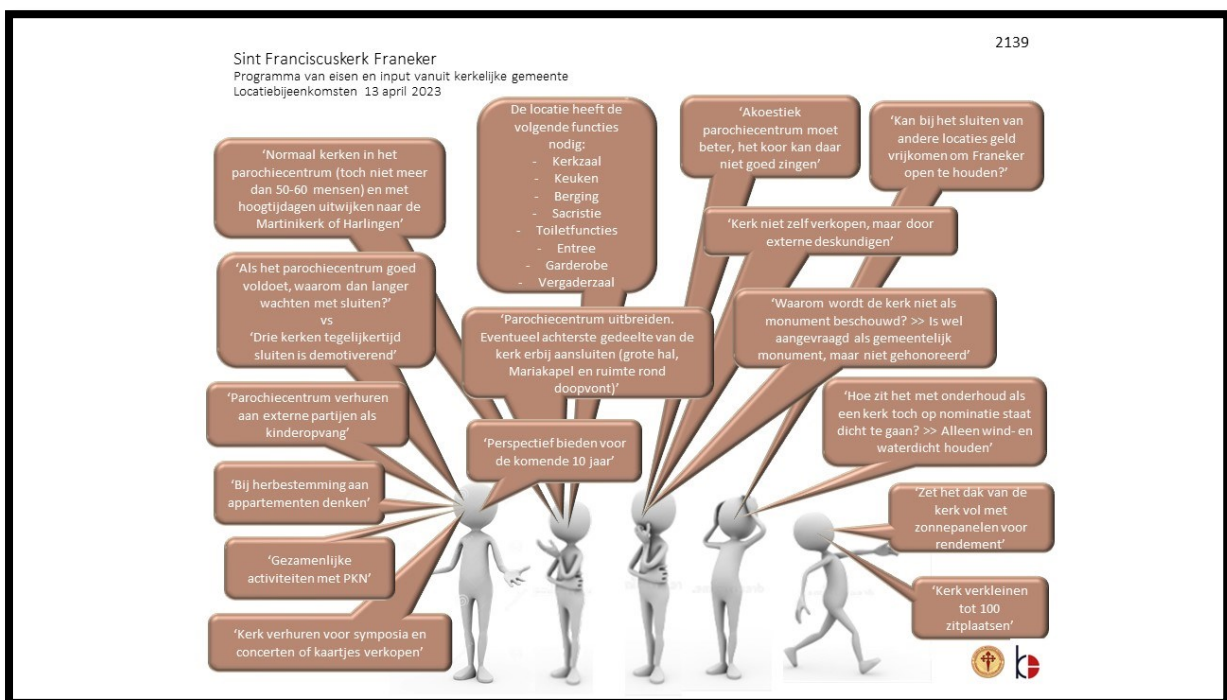 2139
Sint Franciscuskerk Franeker
Programma van eisen en input vanuit kerkelijke gemeente
Locatiebijeenkomsten 13 april 2023
‘Normaal kerken in het
parochiecentrum (toch niet meer
dan 50-60 mensen) en met
hoogtijdagen uitwijken naar de
Martinikerk of Harlingen’
De locatie heeft de
volgende functies
nodig:
- Kerkzaal
- Keuken
- Berging
- Sacristie
- Toiletfuncties
- Entree
- Garderobe
- Vergaderzaal
‘Akoestiek
parochiecentrum moet
beter, het koor kan daar
niet goed zingen’
‘Kan bij het sluiten van
andere locaties geld
vrijkomen om Franeker
open te houden?’
‘Kerk niet zelf verkopen, maar door
externe deskundigen’
‘Als het parochiecentrum goed
voldoet, waarom dan langer
wachten met sluiten?’
vs
‘Drie kerken tegelijkertijd
sluiten is demotiverend’
‘Parochiecentrum uitbreiden.
Eventueel achterste gedeelte van de
kerk erbij aansluiten (grote hal,
Mariakapel en ruimte rond
doopvont)’
‘Waarom wordt de kerk niet als
monument beschouwd? >> Is wel
aangevraagd als gemeentelijk
monument, maar niet gehonoreerd’
‘Parochiecentrum verhuren
aan externe partijen als
kinderopvang’
‘Perspectief bieden voor
de komende 10 jaar’
‘Hoe zit het met onderhoud als
een kerk toch op nominatie staat
dicht te gaan? >> Alleen wind- en
waterdicht houden’
‘Bij herbestemming aan
appartementen denken’
‘Zet het dak van de
kerk vol met
zonnepanelen voor
rendement’
‘Gezamenlijke
activiteiten met PKN’
‘Kerk verkleinen
tot 100
zitplaatsen’
‘Kerk verhuren voor symposia en
concerten of kaartjes verkopen’